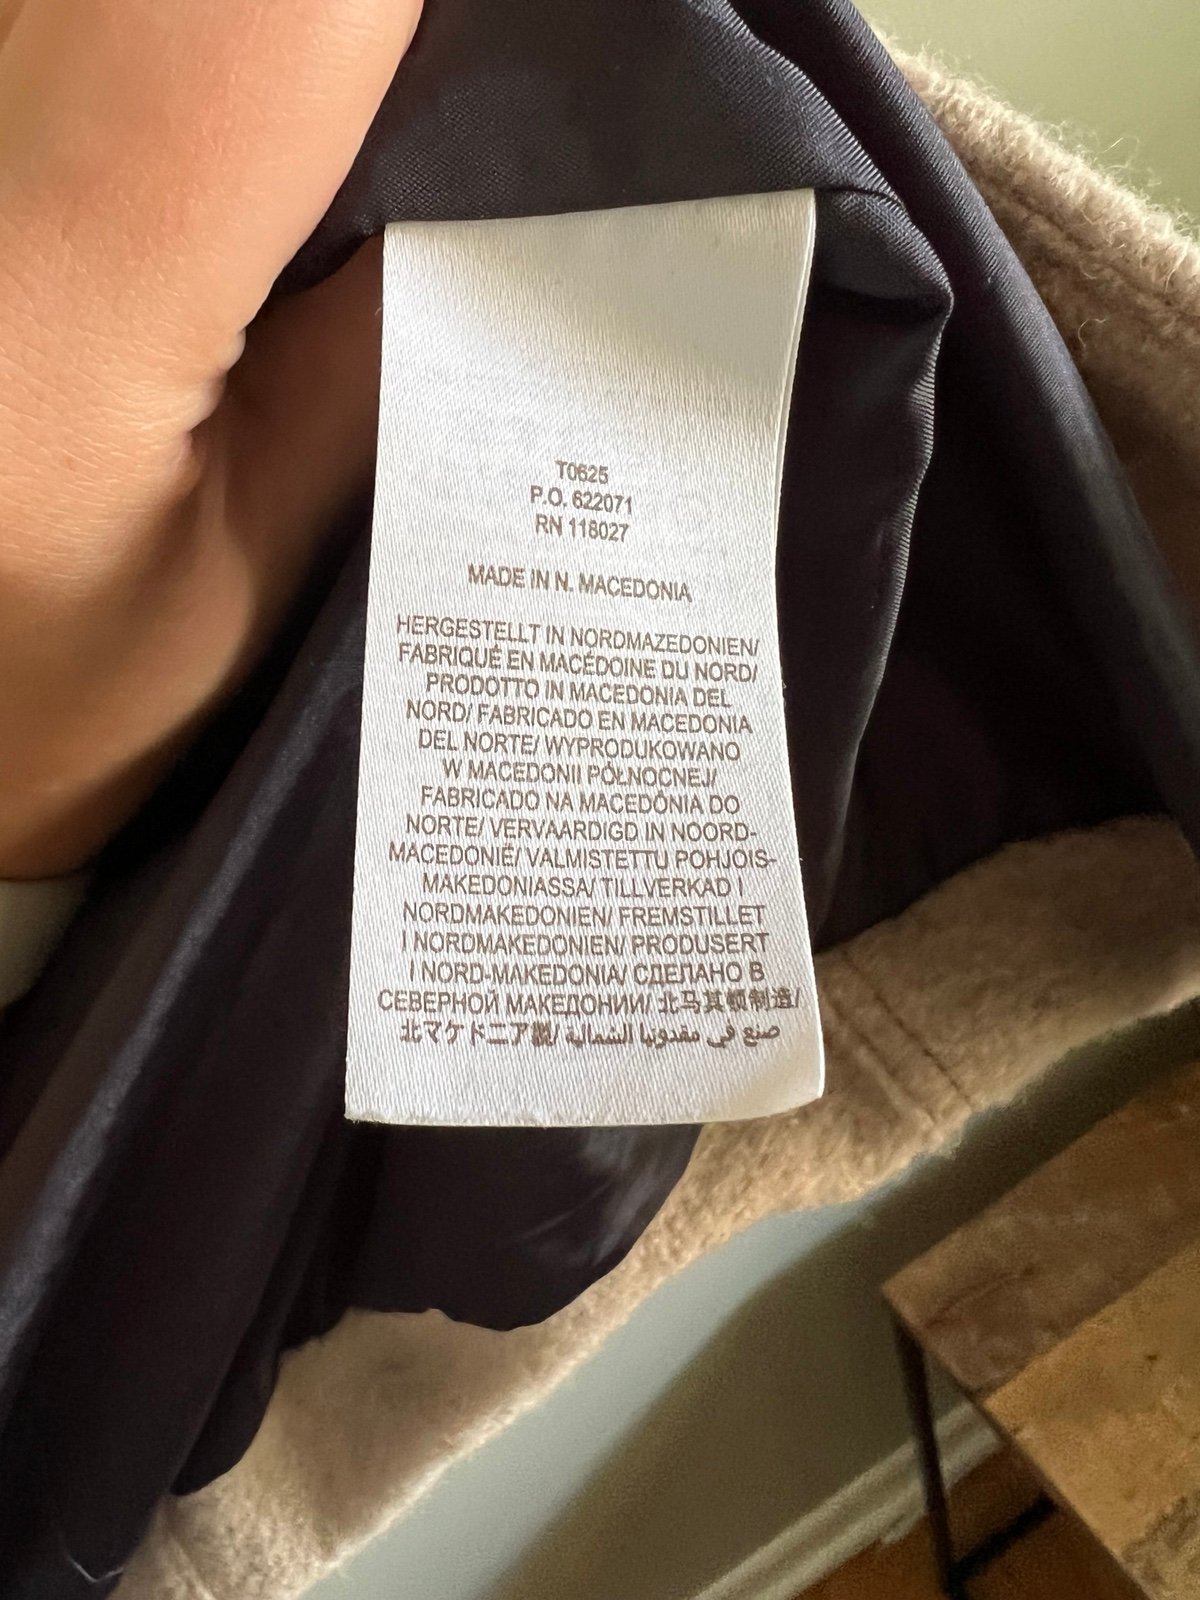 T0625
P.O. 622071
RN 118027
MADE IN N. MACEDONIA
HERGESTELLT IN NORDMAZEDONIEN/
FABRIQUÉ EN MACÉDOINE DU NORD/
PRODOTTO IN MACEDONIA DEL
NORD/ FABRICADO EN MACEDONIA
DEL NORTE/ WYPRODUKOWANO
W MACEDONII PÓŁNOCNEJ/
FABRICADO NA MACEDÔNIA DO
NORTE/ VERVAARDIGD IN NOORD-
MACEDONIË/ VALMISTETTU POHJOIS-
MAKEDONIASSA/ TILLVERKAD I
NORDMAKEDONIEN/ FREMSTILLET
I NORDMAKEDONIEN/ PRODUSERT
I NORD-MAKEDONIA/ СДЕЛАНО В
СЕВЕРНОЙ МАКЕДОНИИ/ 北马其顿制造/
北マケドニア製/ صنع في مقدونيا الشمالية